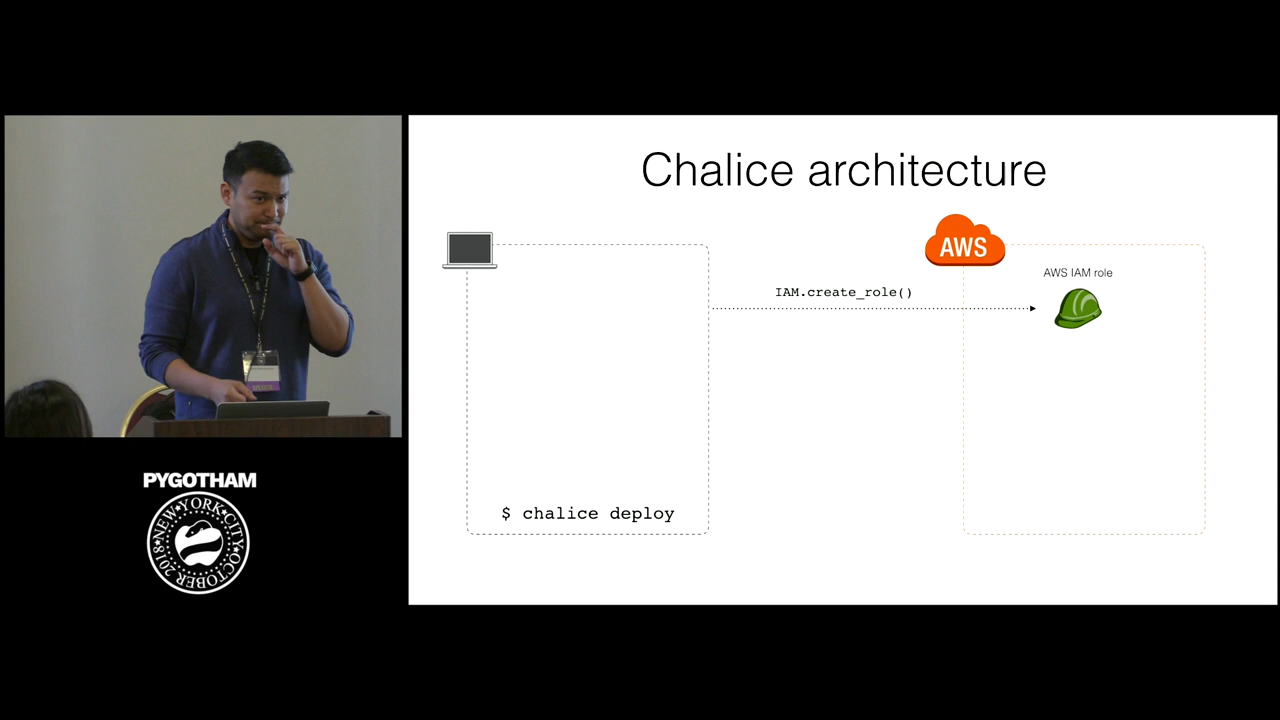 Chalice architecture
AWS
AWS IAM role
IAM.create_role()
$ chalice deploy
PYGOTHAM
NEW YORK CITY OCTOBER 2018